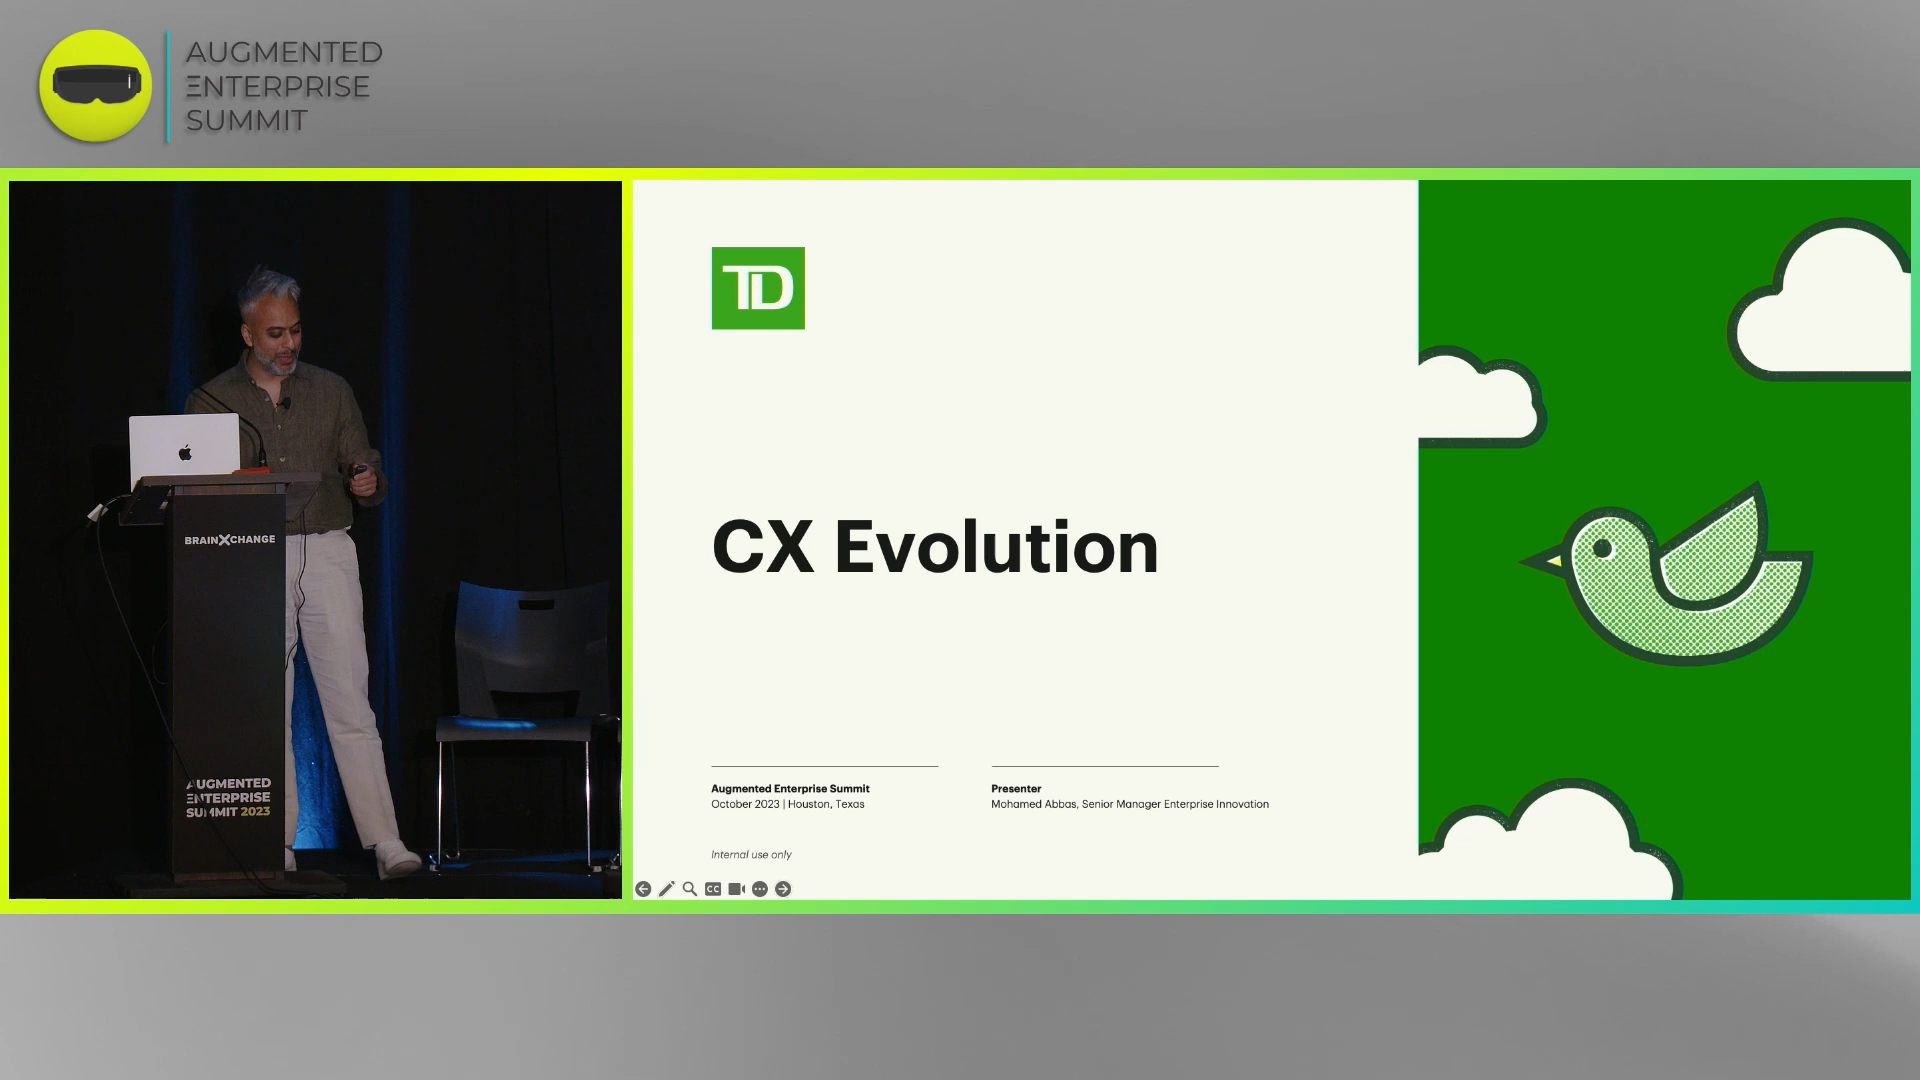 AUGMENTED
ENTERPRISE
SUMMIT
BRAINXCHANGE
AUGMENTED
ENTERPRISE
SUMMIT 2023
TD
CX Evolution
Augmented Enterprise Summit
October 2023 | Houston, Texas
Presenter
Mohamed Abbas, Senior Manager Enterprise Innovation
Internal use only
CC